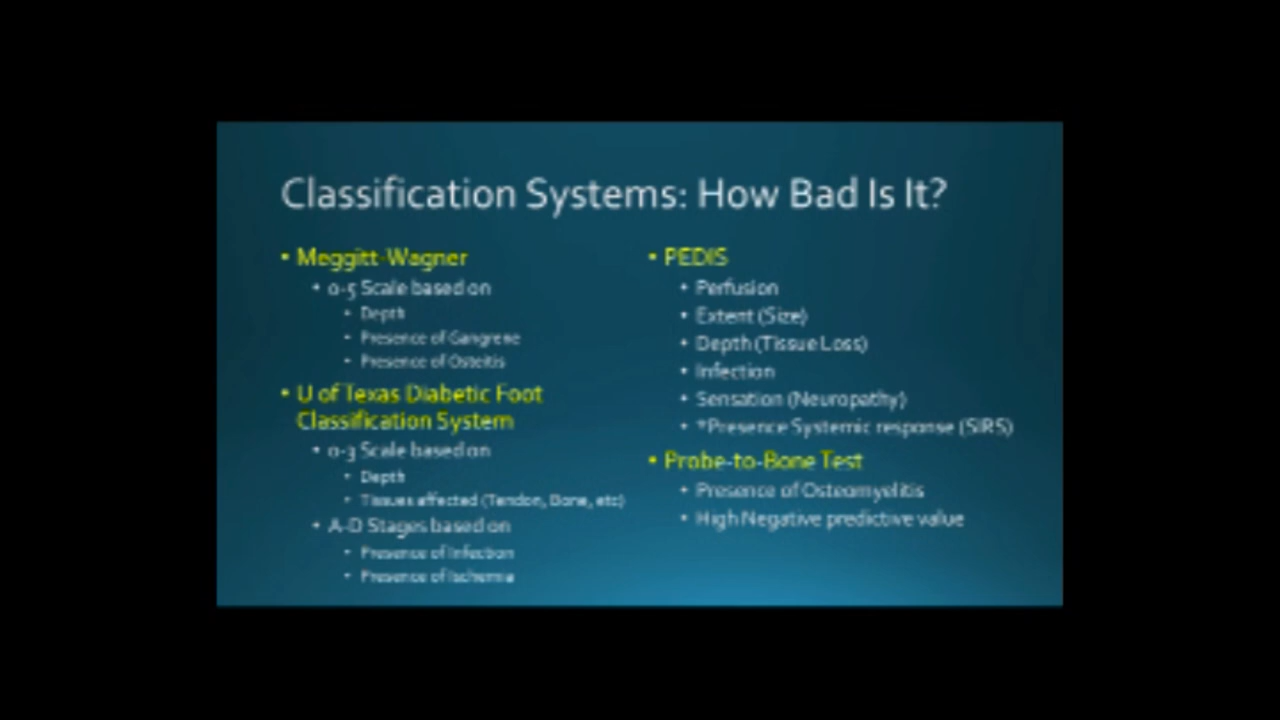 Classification Systems: How Bad Is It?
• Meggitt-Wagner
• 0-5 Scale based on
• Depth
• Presence of Gangrene
• Presence of Osteitis
• U of Texas Diabetic Foot
Classification System
• 0-3 Scale based on
• Depth
• Tissues affected (Tendon, Bone, etc)
• A-D Stages based on
• Presence of Infection
• Presence of Ischemia
• PEDIS
• Perfusion
• Extent (Size)
• Depth (Tissue Loss)
• Infection
• Sensation (Neuropathy)
• *Presence Systemic response (SIRS)
• Probe-to-Bone Test
• Presence of Osteomyelitis
• High Negative predictive value